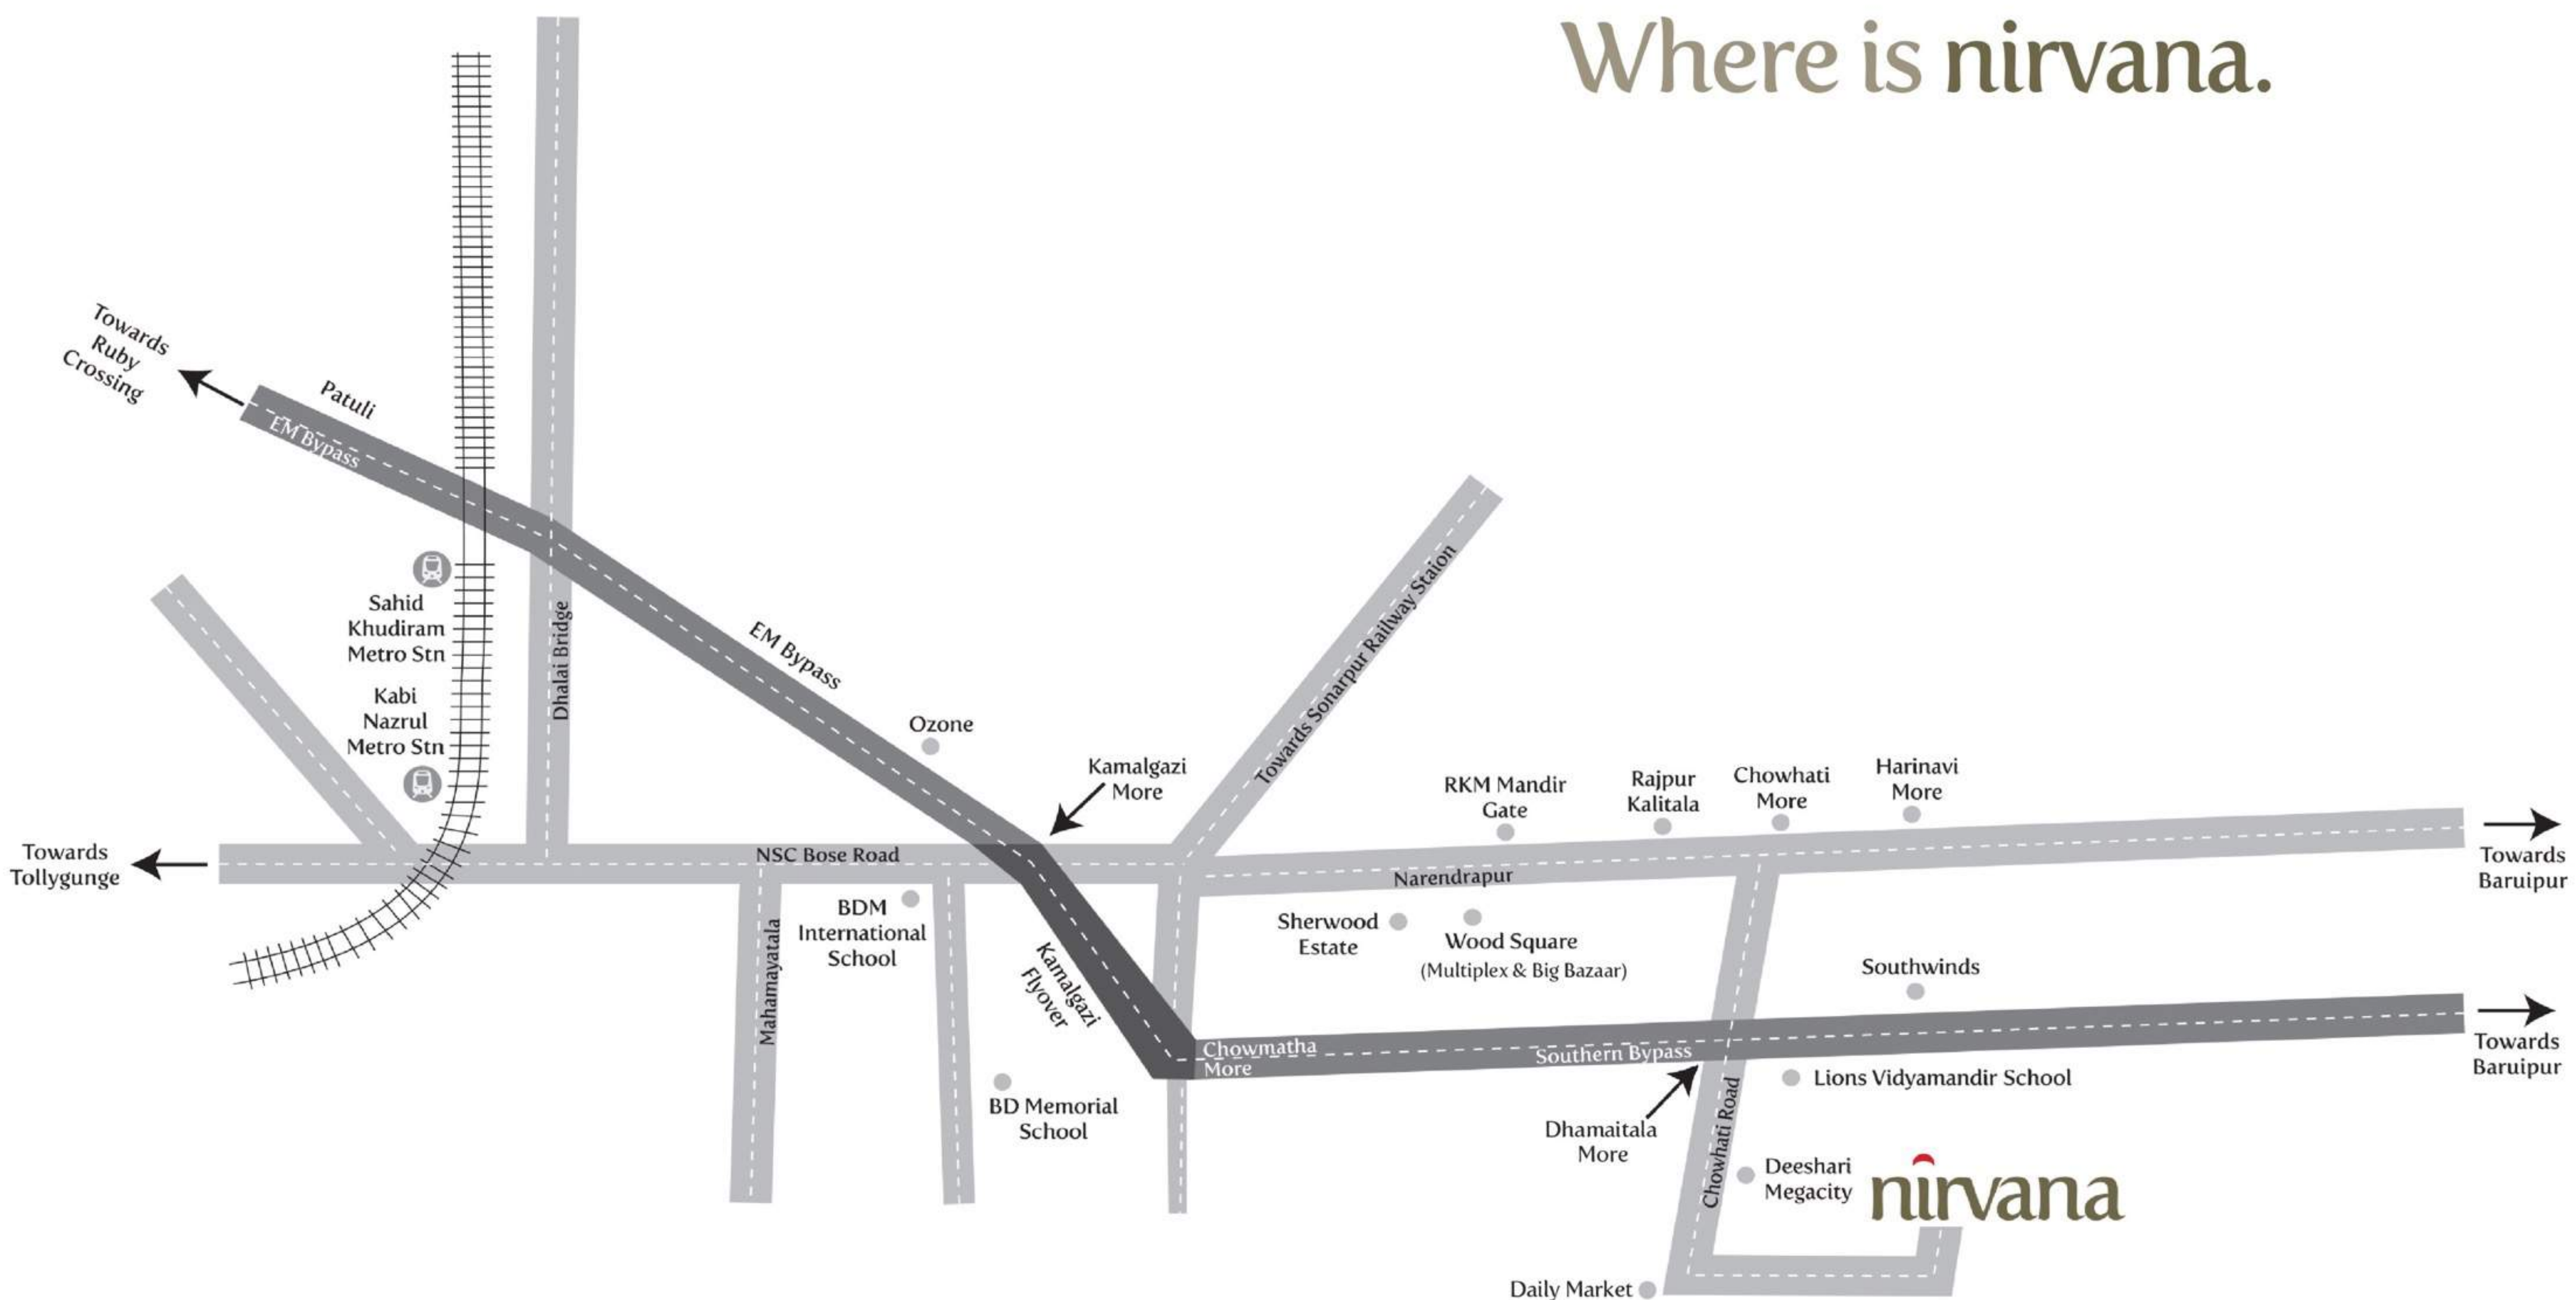 Where is nirvana.
Towards
Ruby
Crossing
Patuli
EM Bypass
Sahid
Khudiram
Metro Stn
Kabi
Nazrul
Metro Stn
Dhalai Bridge
EM Bypass
Ozone
Kamalgazi
More
Towards Sonarpur Railway Staion
RKM Mandir
Gate
Rajpur
Kalitala
Chowhati
More
Harinavi
More
Towards
Tollygunge
NSC Bose Road
Narendrapur
Towards
Baruipur
Mahamayatala
BDM
International
School
Kamalgazi
Flyover
Sherwood
Estate
Wood Square
(Multiplex & Big Bazaar)
Southwinds
Chowmatha
More
Southern Bypass
Towards
Baruipur
BD Memorial
School
Dhamaitala
More
Chowhati Road
Lions Vidyamandir School
Deeshari
Megacity
nirvana
Daily Market